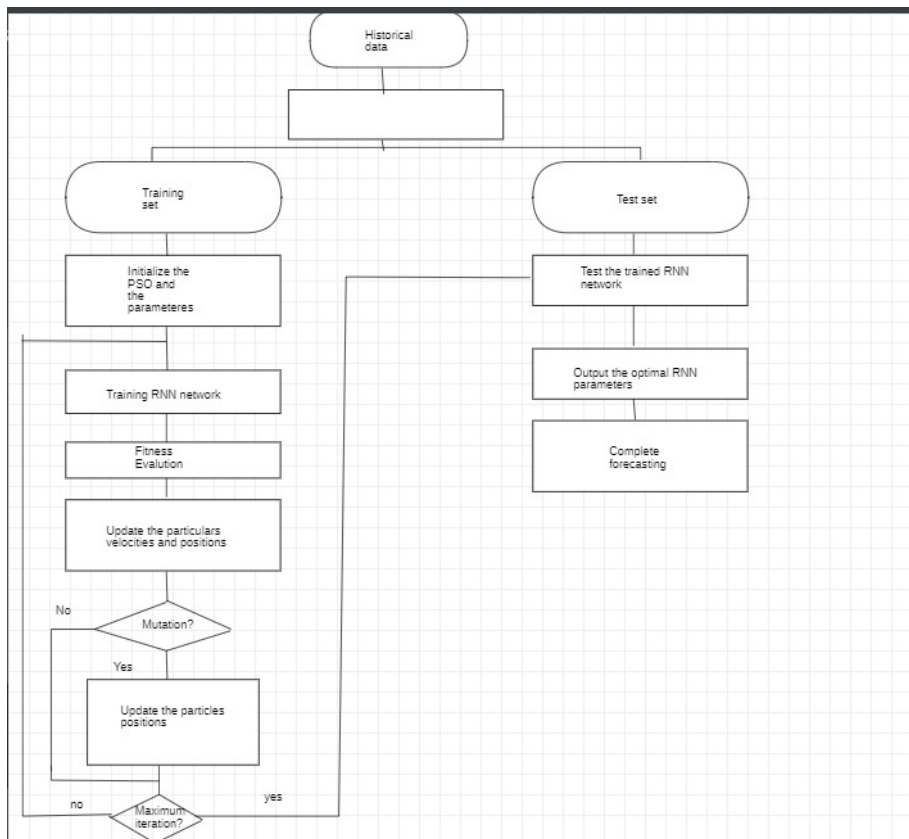 Historical
data
Training
set
Test set
Initialize the
PSO and
the
parameteres
Test the trained RNN
network
Training RNN network
Output the optimal RNN
parameters
Fitness
Evalution
Complete
forecasting
Update the particulars
velocities and positions
No
Mutation?
Yes
Update the particles
positions
no
Maximum
iteration?
yes